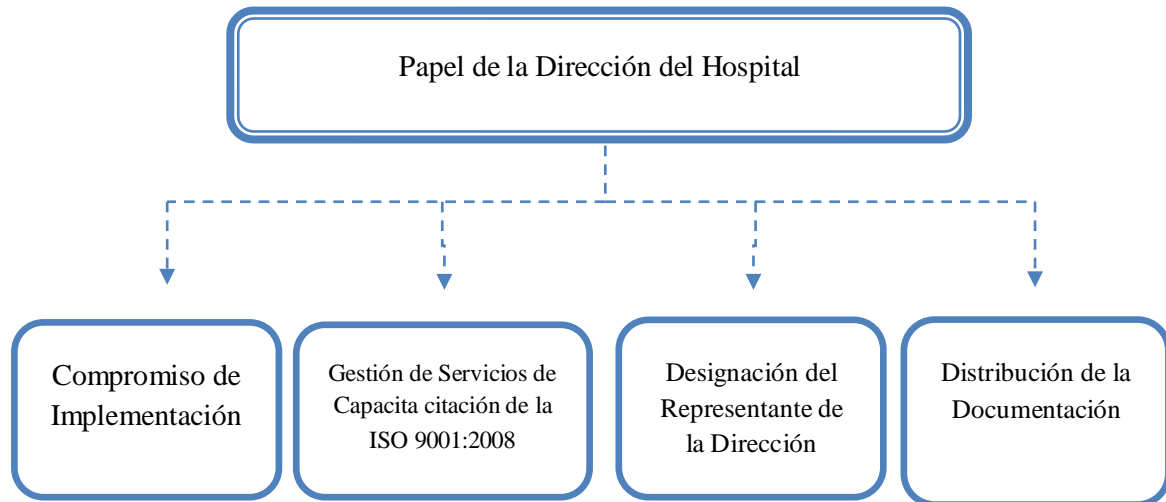 Papel de la Dirección del Hospital
Compromiso de
Implementación
Gestión de Servicios de
Capacita citación de la
ISO 9001:2008
Designación del
Representante de
la Dirección
Distribución de la
Documentación